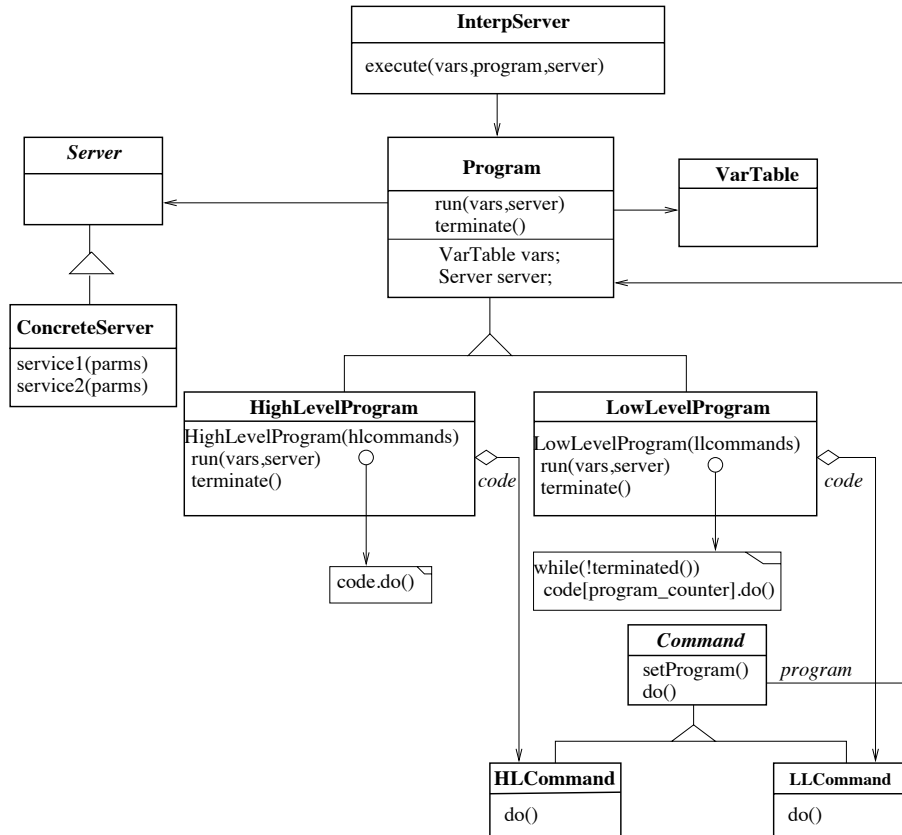 InterpServer
execute(vars,program,server)
Server
Program
run(vars,server)
terminate()
VarTable vars;
Server server;
VarTable
ConcreteServer
service1(parms)
service2(parms)
HighLevelProgram
HighLevelProgram(hlcommands)
run(vars,server)
terminate()
code
LowLevelProgram
LowLevelProgram(llcommands)
run(vars,server)
terminate()
code
code.do()
while(!terminated())
code[program_counter].do()
Command
setProgram()
do()
program
HLCommand
do()
LLCommand
do()